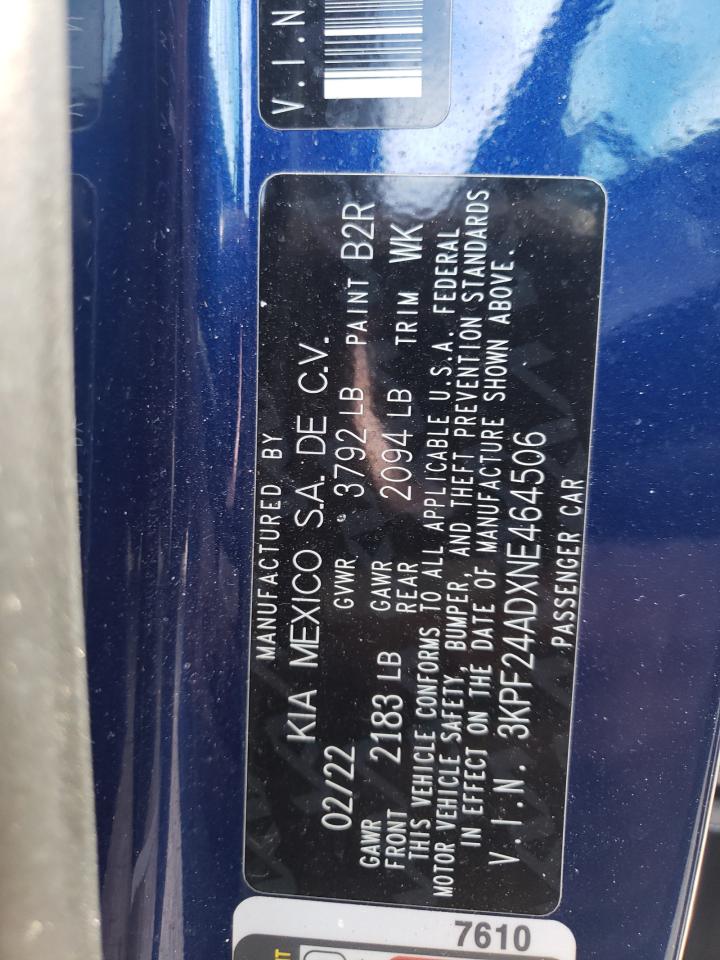 V.I.N
MANUFACTURED BY
KIA MEXICO S.A. DE C.V.
02/22 GVWR 3792 LB PAINT B2R
GAWR FRONT 2183 LB GAWR REAR 2094 LB TRIM WK
THIS VEHICLE CONFORMS TO ALL APPLICABLE U.S.A. FEDERAL
MOTOR VEHICLE SAFETY, BUMPER, AND THEFT PREVENTION STANDARDS
IN EFFECT ON THE DATE OF MANUFACTURE SHOWN ABOVE.
V.I.N. 3KPF24ADXNE464506
PASSENGER CAR
7610